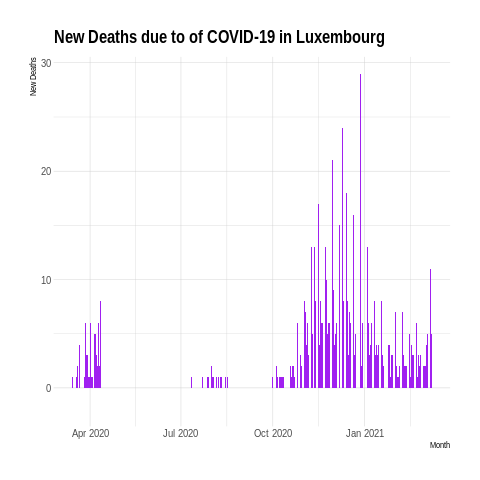 New Deaths due to of COVID-19 in Luxembourg
New Deaths
30
20
10
0
Apr 2020 Jul 2020 Oct 2020 Jan 2021
Month